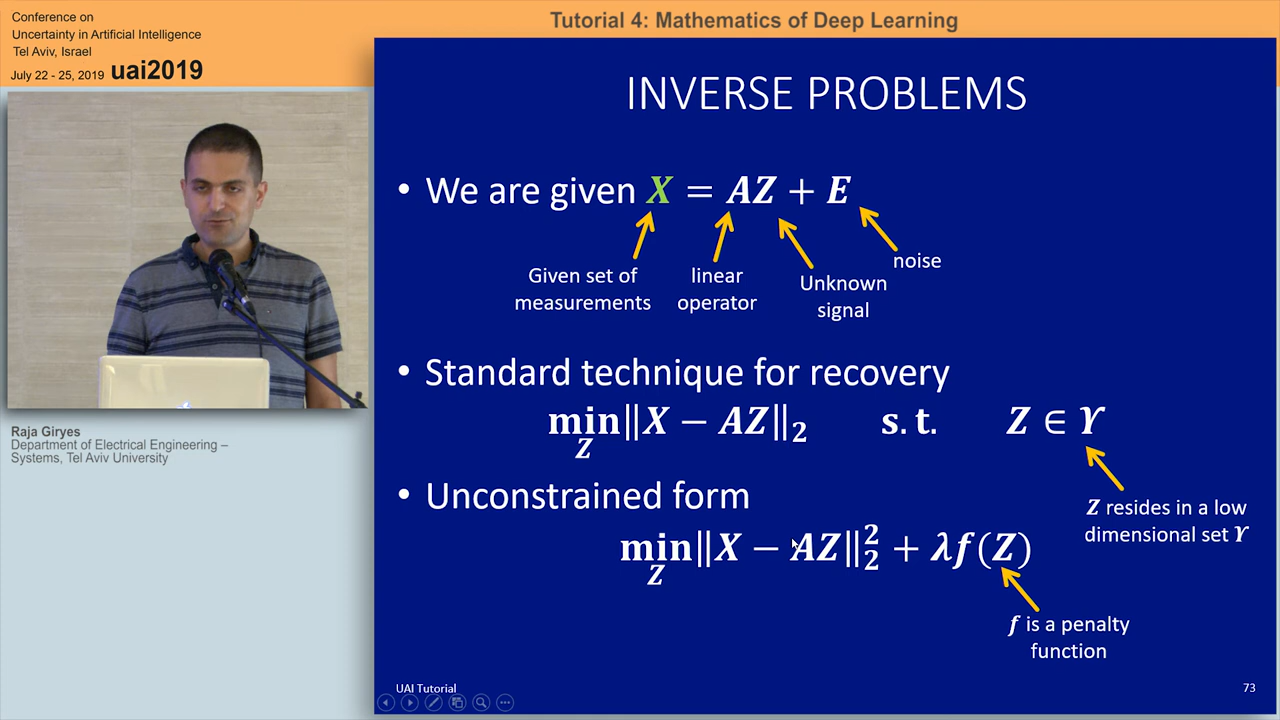 Conference on
Uncertainty in Artificial Intelligence
Tel Aviv, Israel
July 22 - 25, 2019 uai2019
Tutorial 4: Mathematics of Deep Learning
Raja Giryes
Department of Electrical Engineering –
Systems, Tel Aviv University
INVERSE PROBLEMS
• We are given X = AZ + E
Given set of
measurements
linear
operator
Unknown
signal
noise
• Standard technique for recovery
min‖X − AZ‖₂ s.t. Z ∈ ϒ
Z
Z resides in a low
dimensional set ϒ
• Unconstrained form
min‖X − AZ‖₂² + λf(Z)
Z
f is a penalty
function
UAI Tutorial
73